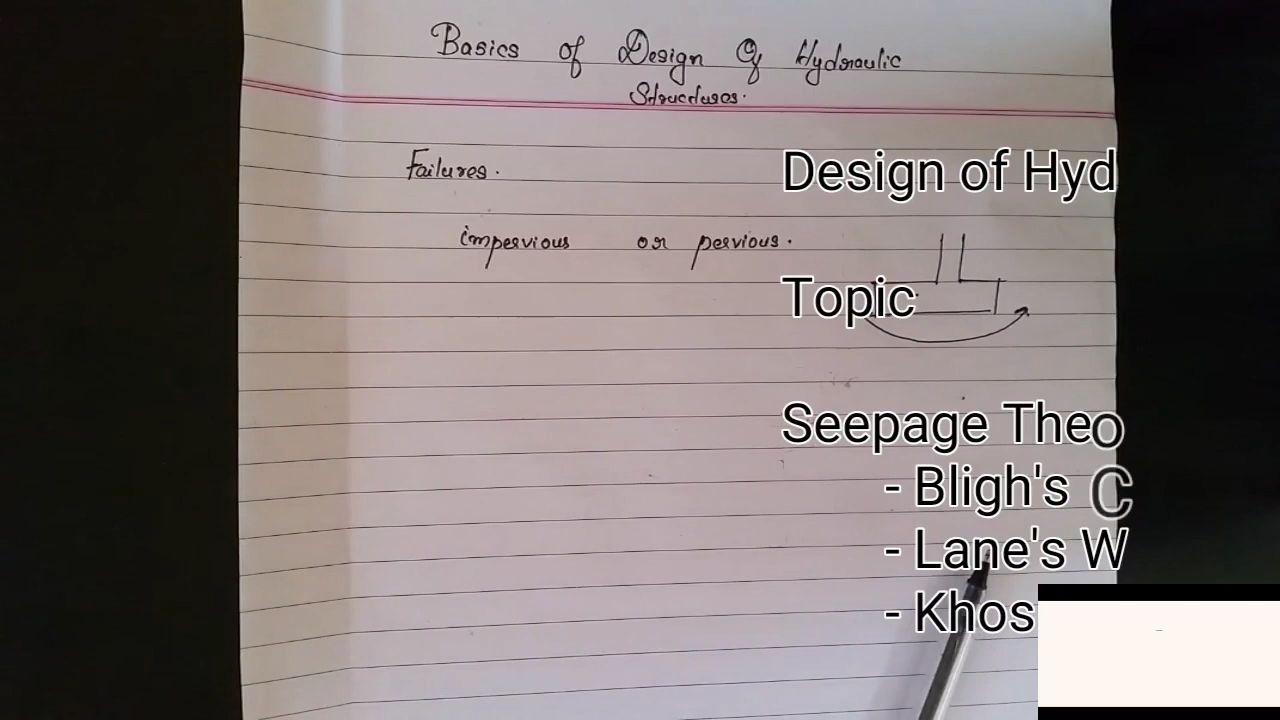 Basics of Design Of Hydraulic
Structures.
Failures.
impervious or pervious.
Design of Hyd
Topic
Seepage Theo
- Bligh's C
- Lane's W
- Khos